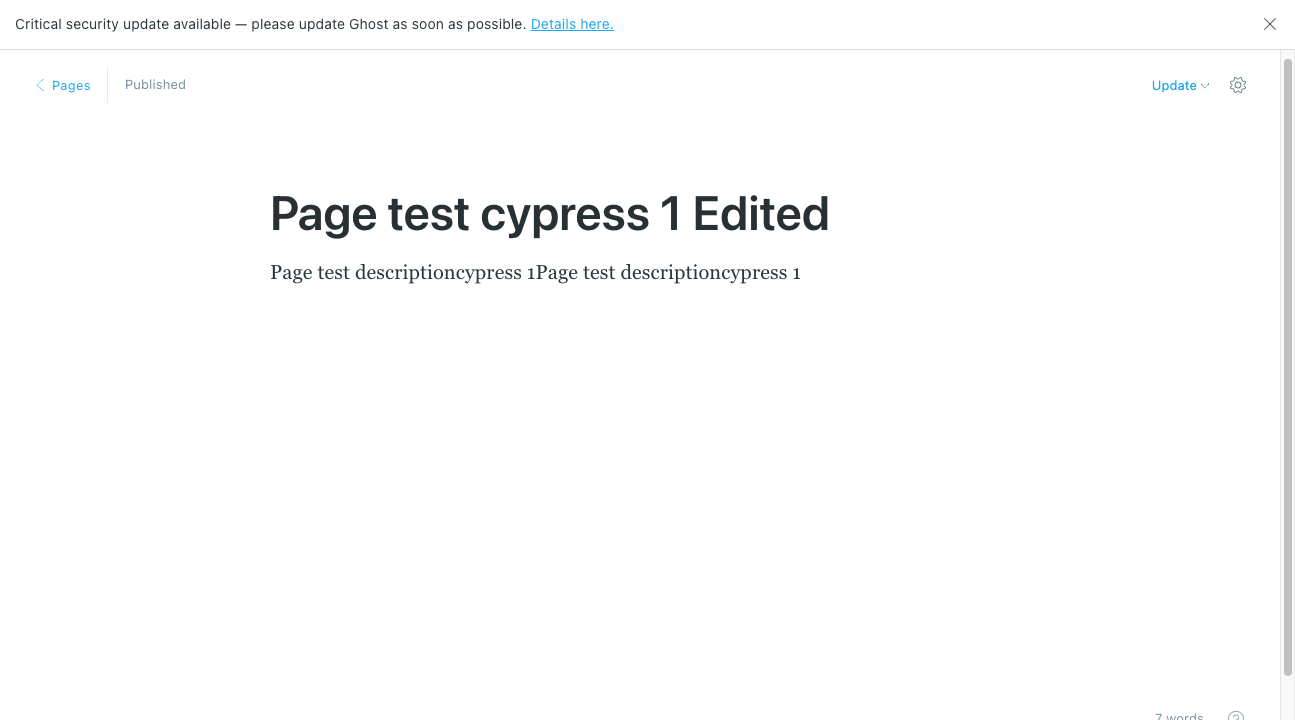 Critical security update available — please update Ghost as soon as possible. Details here.
Pages
Published
Update
Page test cypress 1 Edited
Page test descriptioncypress 1Page test descriptioncypress 1
7 words